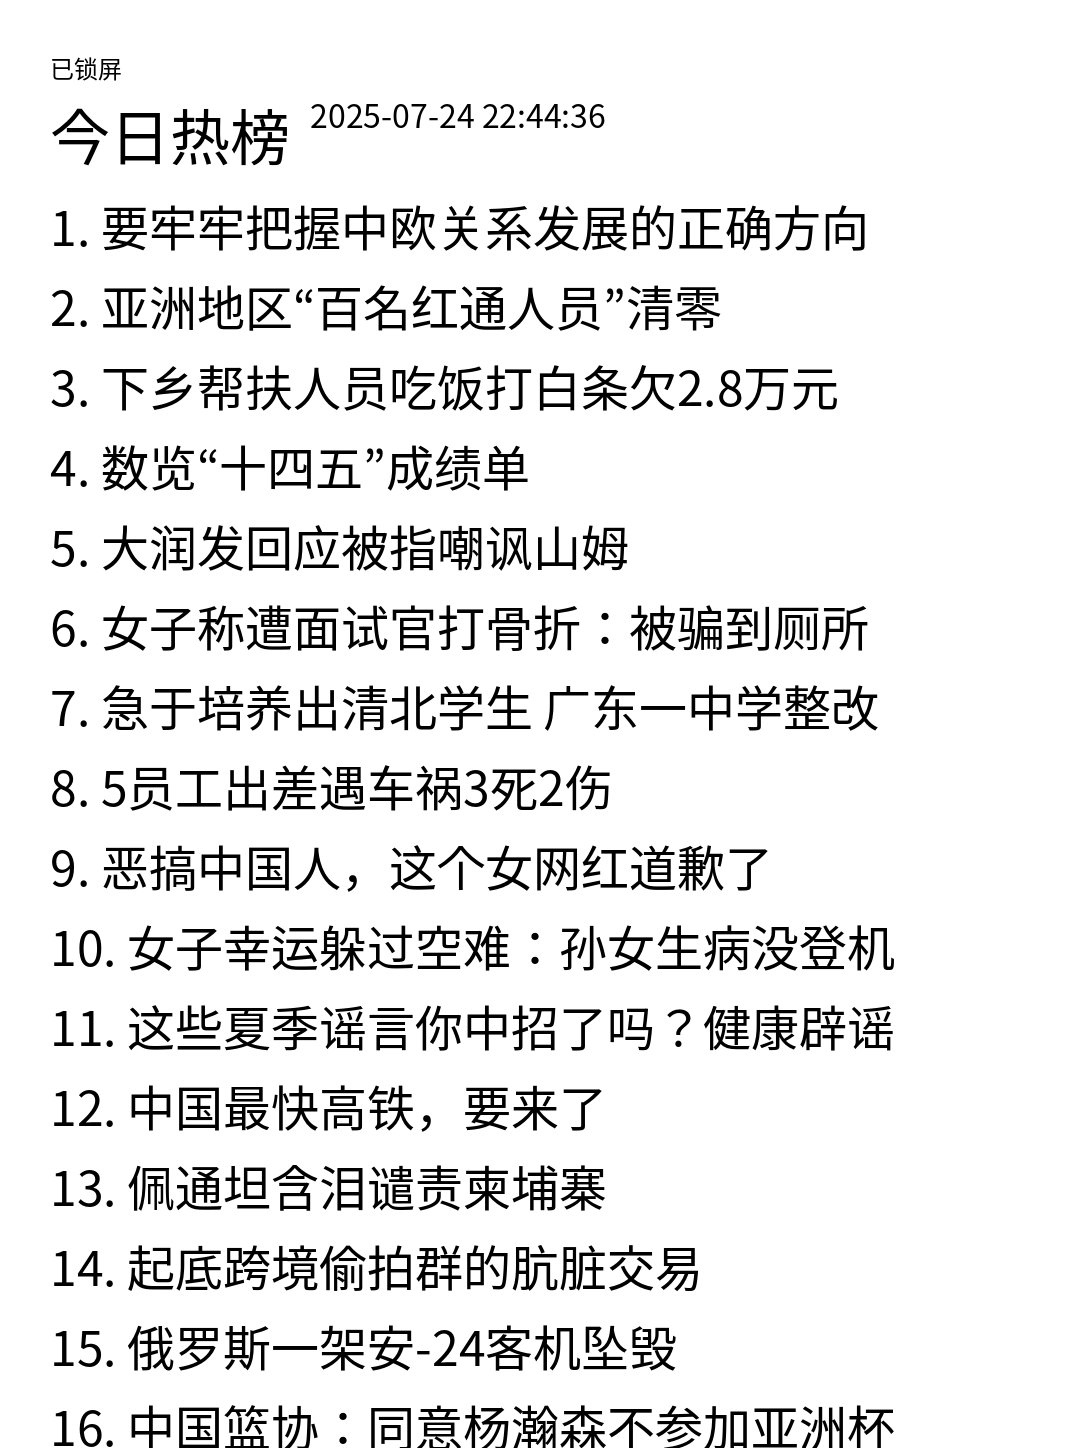 已锁屏
今日热榜 2025-07-24 22:44:36
1. 要牢牢把握中欧关系发展的正确方向
2. 亚洲地区“百名红通人员”清零
3. 下乡帮扶人员吃饭打白条欠2.8万元
4. 数览“十四五”成绩单
5. 大润发回应被指嘲讽山姆
6. 女子称遭面试官打骨折：被骗到厕所
7. 急于培养出清北学生 广东一中学整改
8. 5员工出差遇车祸3死2伤
9. 恶搞中国人，这个女网红道歉了
10. 女子幸运躲过空难：孙女生病没登机
11. 这些夏季谣言你中招了吗？健康辟谣
12. 中国最快高铁，要来了
13. 佩通坦含泪谴责柬埔寨
14. 起底跨境偷拍群的肮脏交易
15. 俄罗斯一架安-24客机坠毁
16. 中国篮协：同意杨瀚森不参加亚洲杯